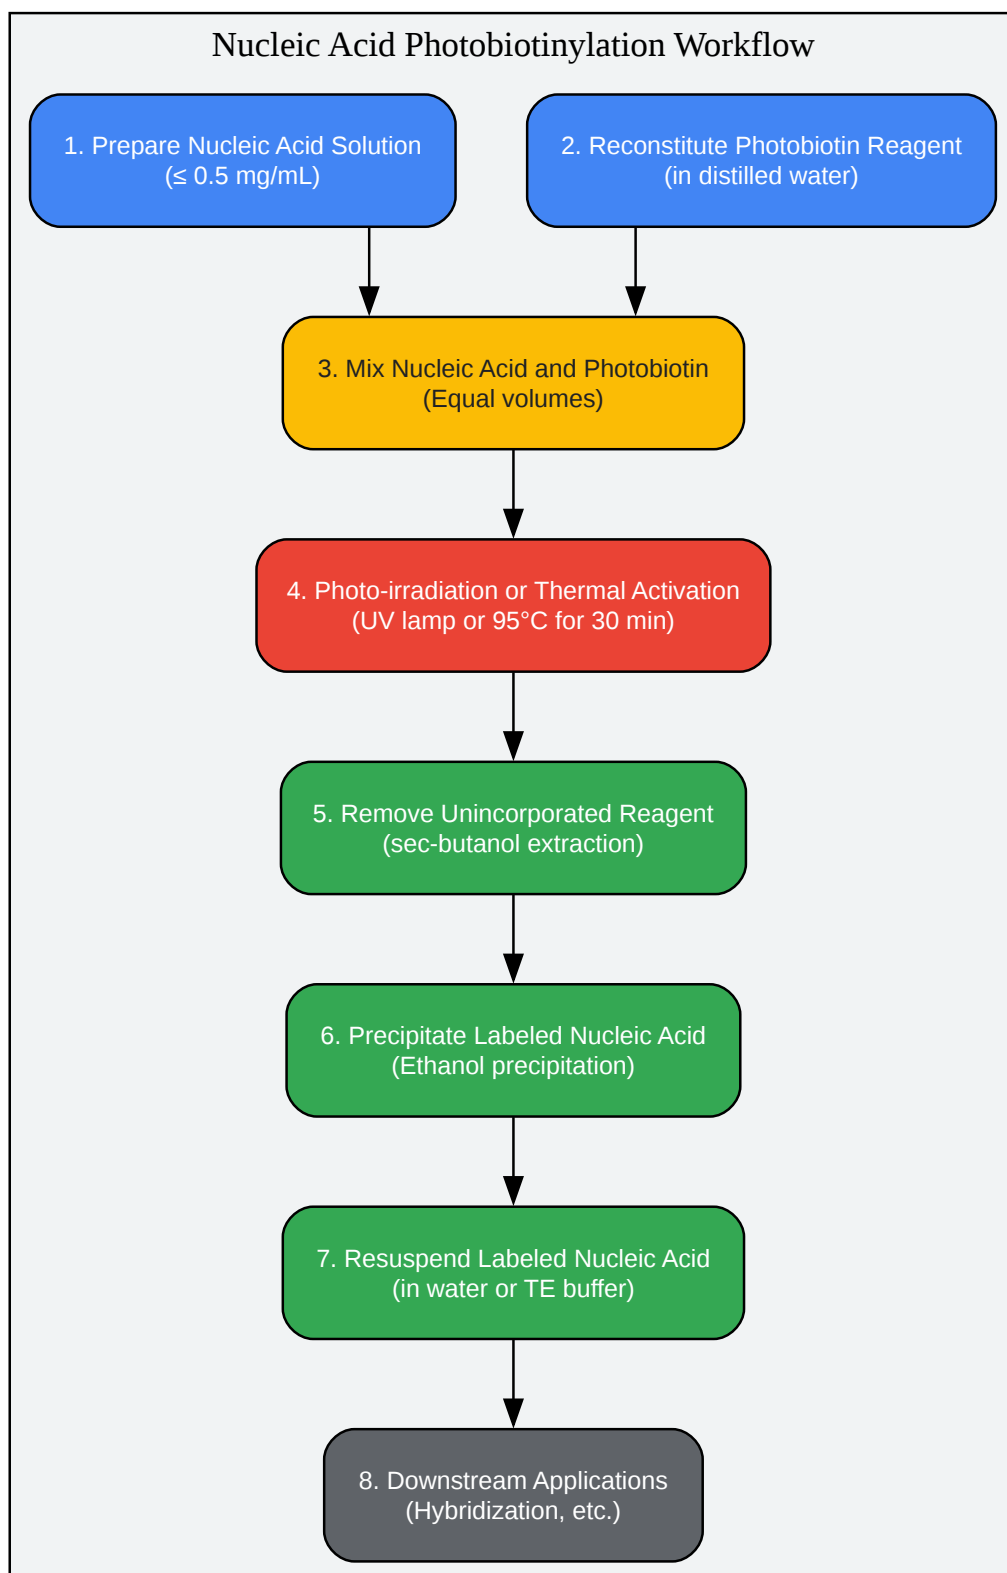 Nucleic Acid Photobiotinylation Workflow
1. Prepare Nucleic Acid Solution
(≤ 0.5 mg/mL)
2. Reconstitute Photobiotin Reagent
(in distilled water)
3. Mix Nucleic Acid and Photobiotin
(Equal volumes)
4. Photo-irradiation or Thermal Activation
(UV lamp or 95°C for 30 min)
5. Remove Unincorporated Reagent
(sec-butanol extraction)
6. Precipitate Labeled Nucleic Acid
(Ethanol precipitation)
7. Resuspend Labeled Nucleic Acid
(in water or TE buffer)
8. Downstream Applications
(Hybridization, etc.)